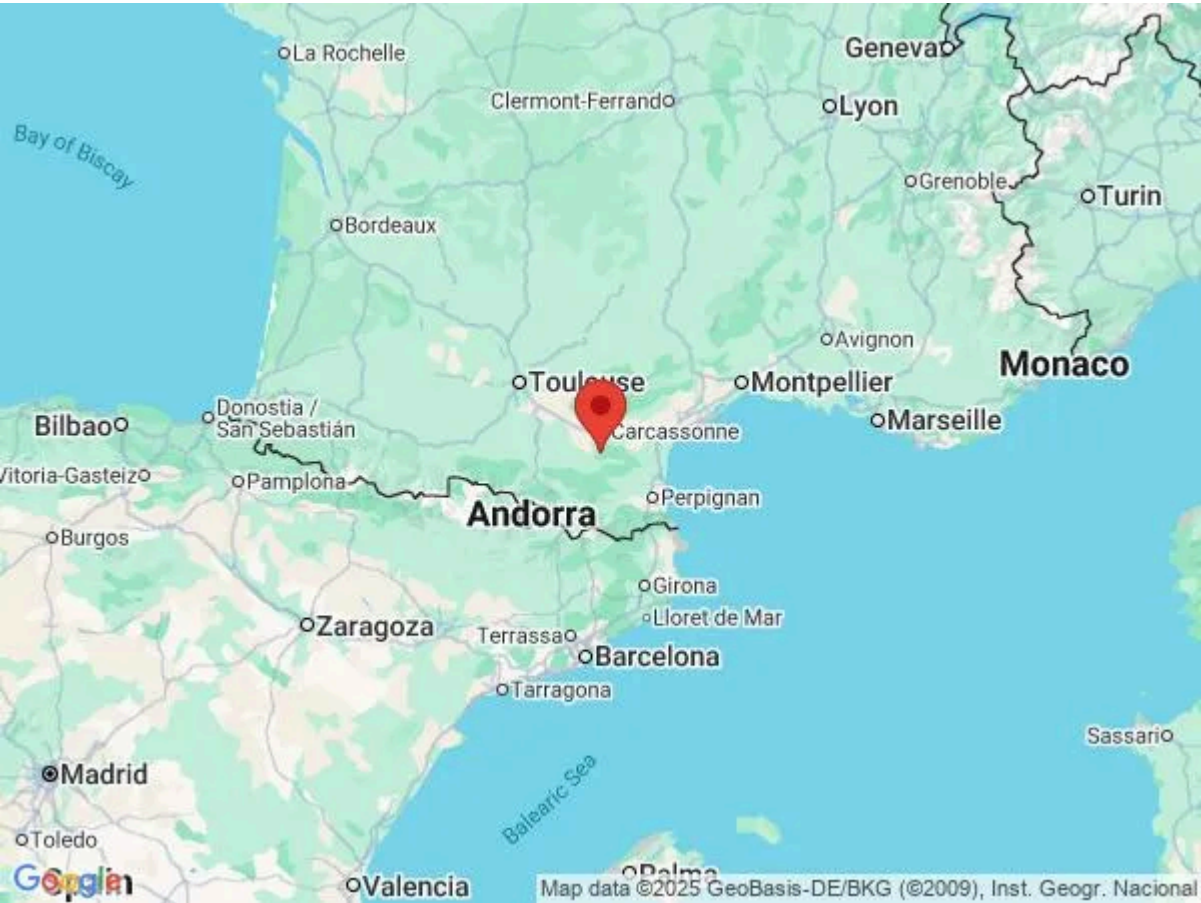 La Rochelle
Geneva
Clermont-Ferrand
Lyon
Bay of Biscay
Grenoble
Turin
Bordeaux
Avignon
Monaco
Toulouse
Montpellier
Donostia /
San Sebastián
Bilbao
Marseille
Carcassonne
Vitoria-Gasteiz
Pamplona
Perpignan
Andorra
Burgos
Girona
Lloret de Mar
Zaragoza
Terrassa
Barcelona
Tarragona
Sassari
Madrid
Balearic Sea
Toledo
Google
Spain
Palma
Valencia
Map data ©2025 GeoBasis-DE/BKG (©2009), Inst. Geogr. Nacional